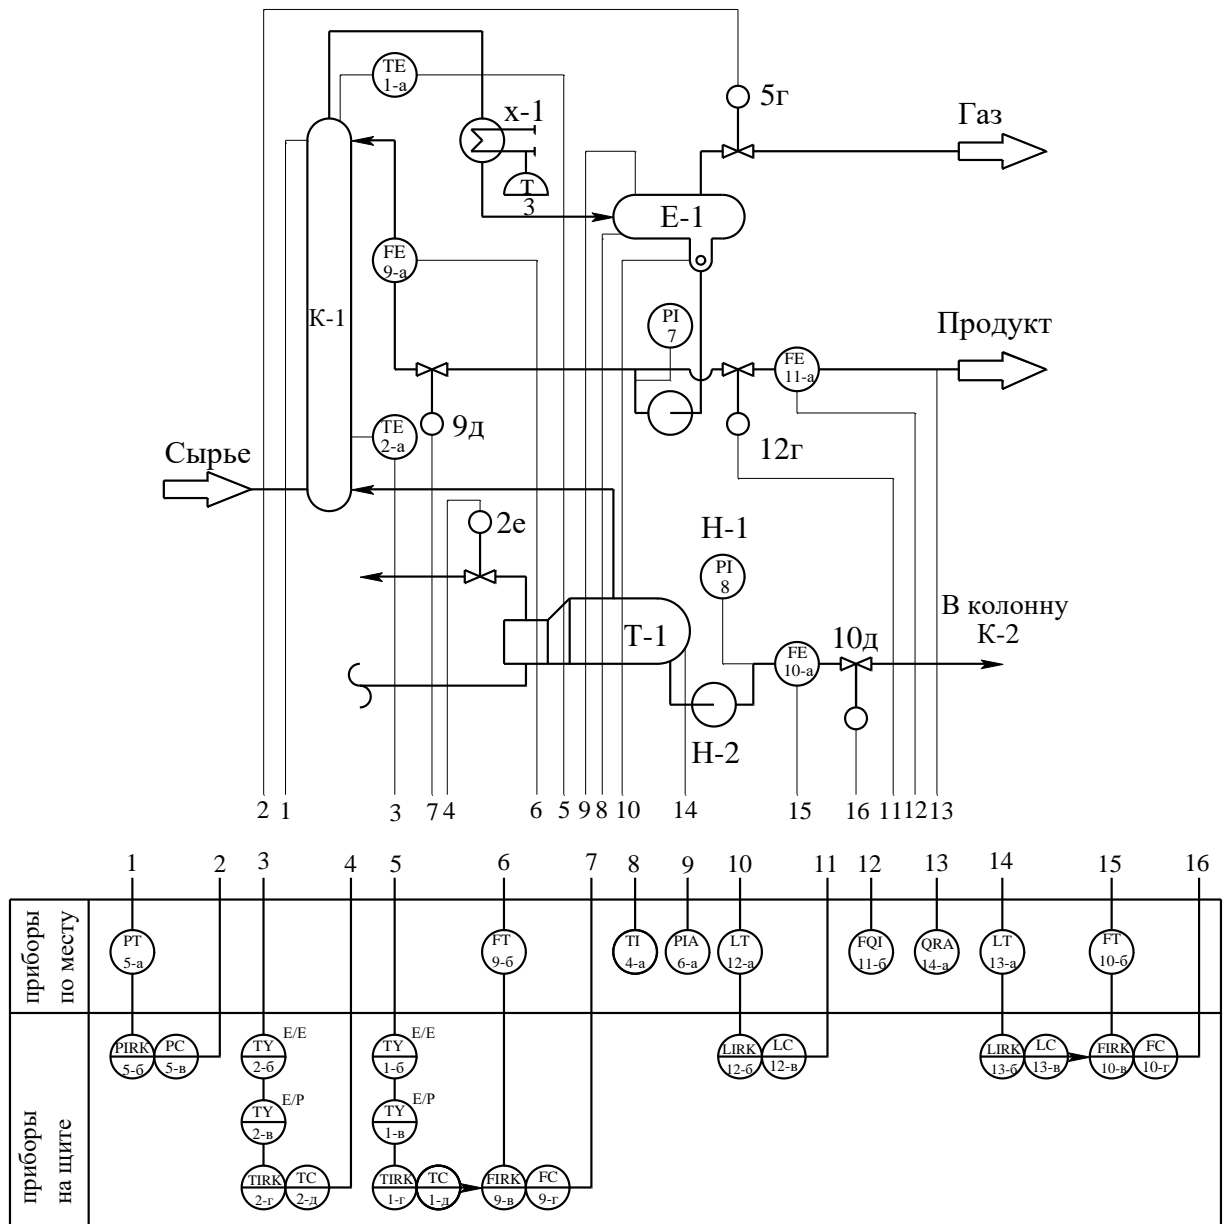 TE
1-а
х-1
5г
Газ
Т
3
Е-1
FE
9-а
К-1
PI
7
Продукт
FE
11-а
TE
2-а
9д
12г
Сырье
2е
Н-1
PI
8
В колонну
К-2
Т-1
10д
FE
10-а
Н-2
2 1 3 7 4 6 5 9 8 10 14 15 16 11 12 13
1 2 3 4 5 6 7 8 9 10 11 12 13 14 15 16
приборы
по месту
PT
5-а
FT
9-б
TI
4-а
PIA
6-а
LT
12-а
FQI
11-б
QRA
14-а
LT
13-а
FT
10-б
приборы
на щите
PIRK
5-б
PC
5-в
TY
2-б
E/E
TY
1-б
E/E
LIRK
12-б
LC
12-в
LIRK
13-б
LC
13-в
FIRK
10-в
FC
10-г
TY
2-в
E/P
TY
1-в
E/P
TIRK
2-г
TC
2-д
TIRK
1-г
TC
1-д
FIRK
9-в
FC
9-г